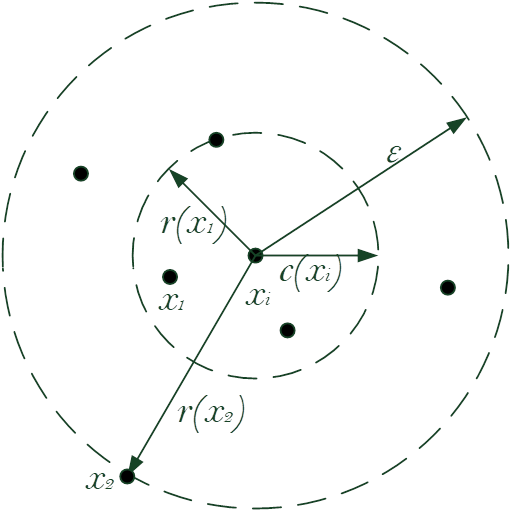 ε
r(x₁)
c(xᵢ)
x₁
xᵢ
r(x₂)
x₂